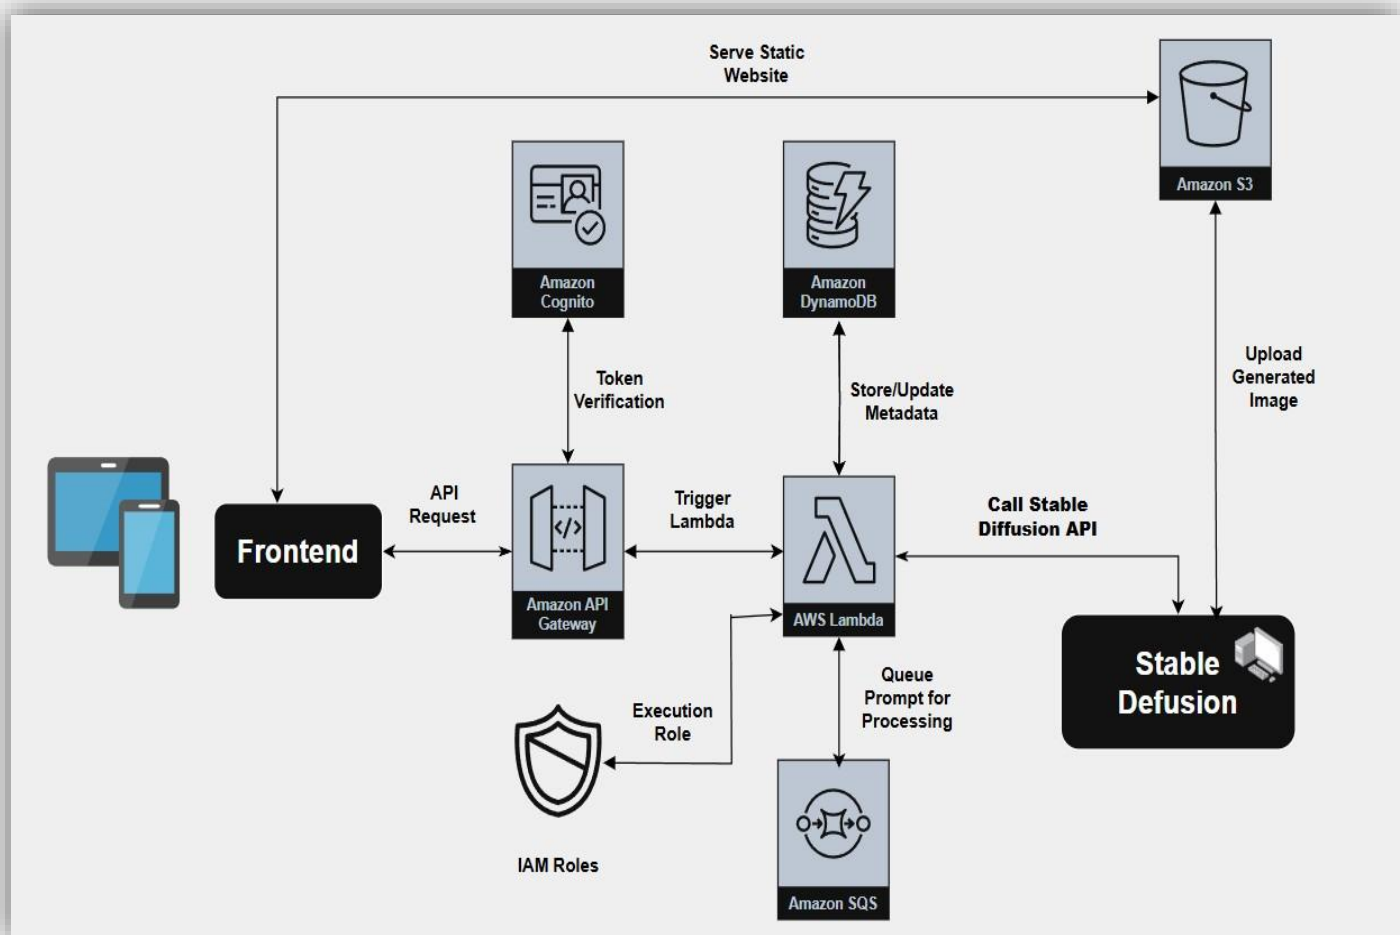 Serve Static
Website
Amazon S3
Amazon
Cognito
Amazon
DynamoDB
Token
Verification
Store/Update
Metadata
Upload
Generated
Image
API
Request
Trigger
Lambda
Call Stable
Diffusion API
Frontend
</>
Amazon API
Gateway
AWS Lambda
Stable
Defusion
Execution
Role
Queue
Prompt for
Processing
IAM Roles
Amazon SQS